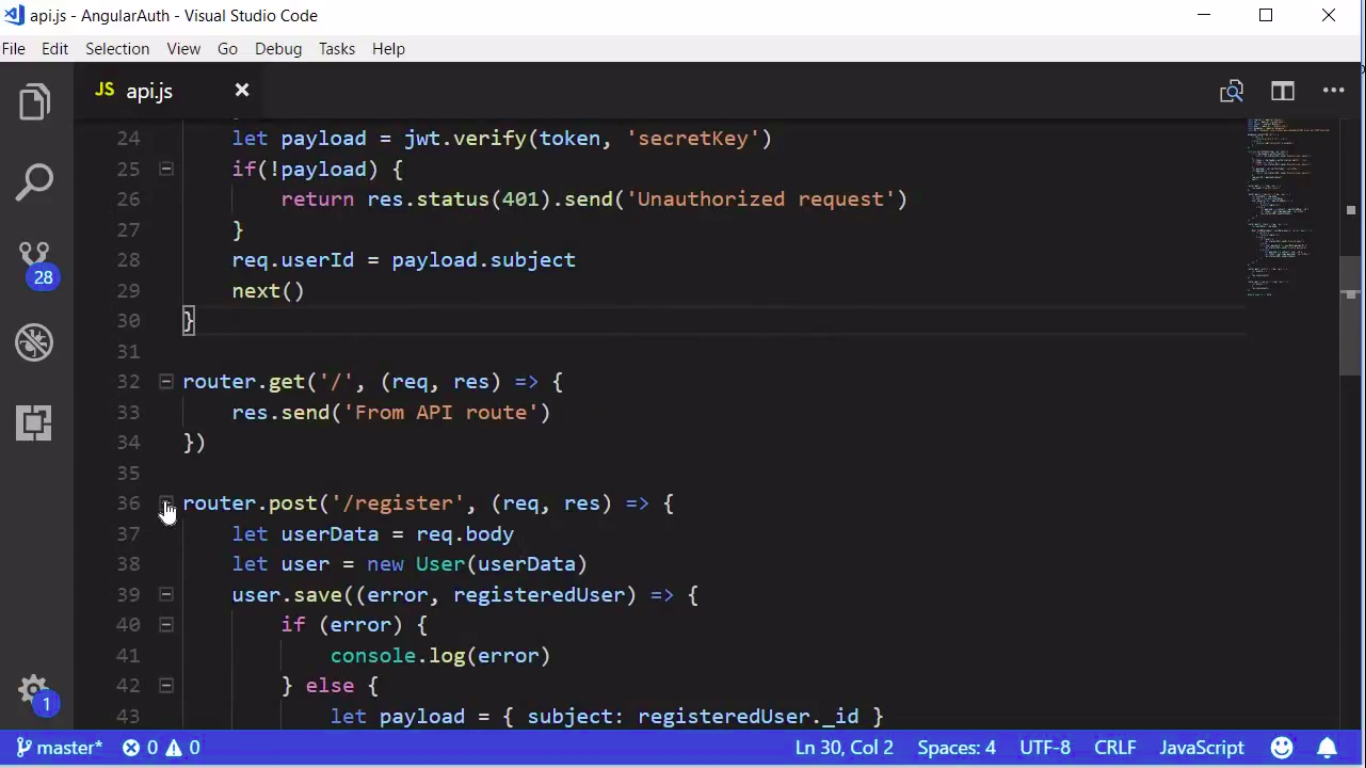 api.js - AngularAuth - Visual Studio Code
File Edit Selection View Go Debug Tasks Help
JS api.js
24 let payload = jwt.verify(token, 'secretKey')
25 if(!payload) {
26 return res.status(401).send('Unauthorized request')
27 }
28 req.userId = payload.subject
29 next()
30 }
31
32 router.get('/', (req, res) => {
33 res.send('From API route')
34 })
35
36 router.post('/register', (req, res) => {
37 let userData = req.body
38 let user = new User(userData)
39 user.save((error, registeredUser) => {
40 if (error) {
41 console.log(error)
42 } else {
43 let payload = { subject: registeredUser._id }
28
1
master* 0 0 Ln 30, Col 2 Spaces: 4 UTF-8 CRLF JavaScript